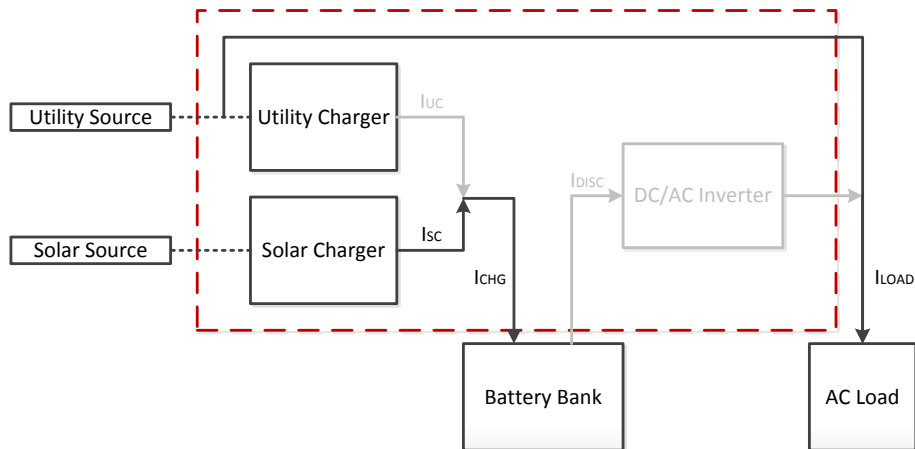 Utility Source
Utility Charger
IUC
IDISC
DC/AC Inverter
Solar Source
Solar Charger
ISC
ICHG
ILOAD
Battery Bank
AC Load